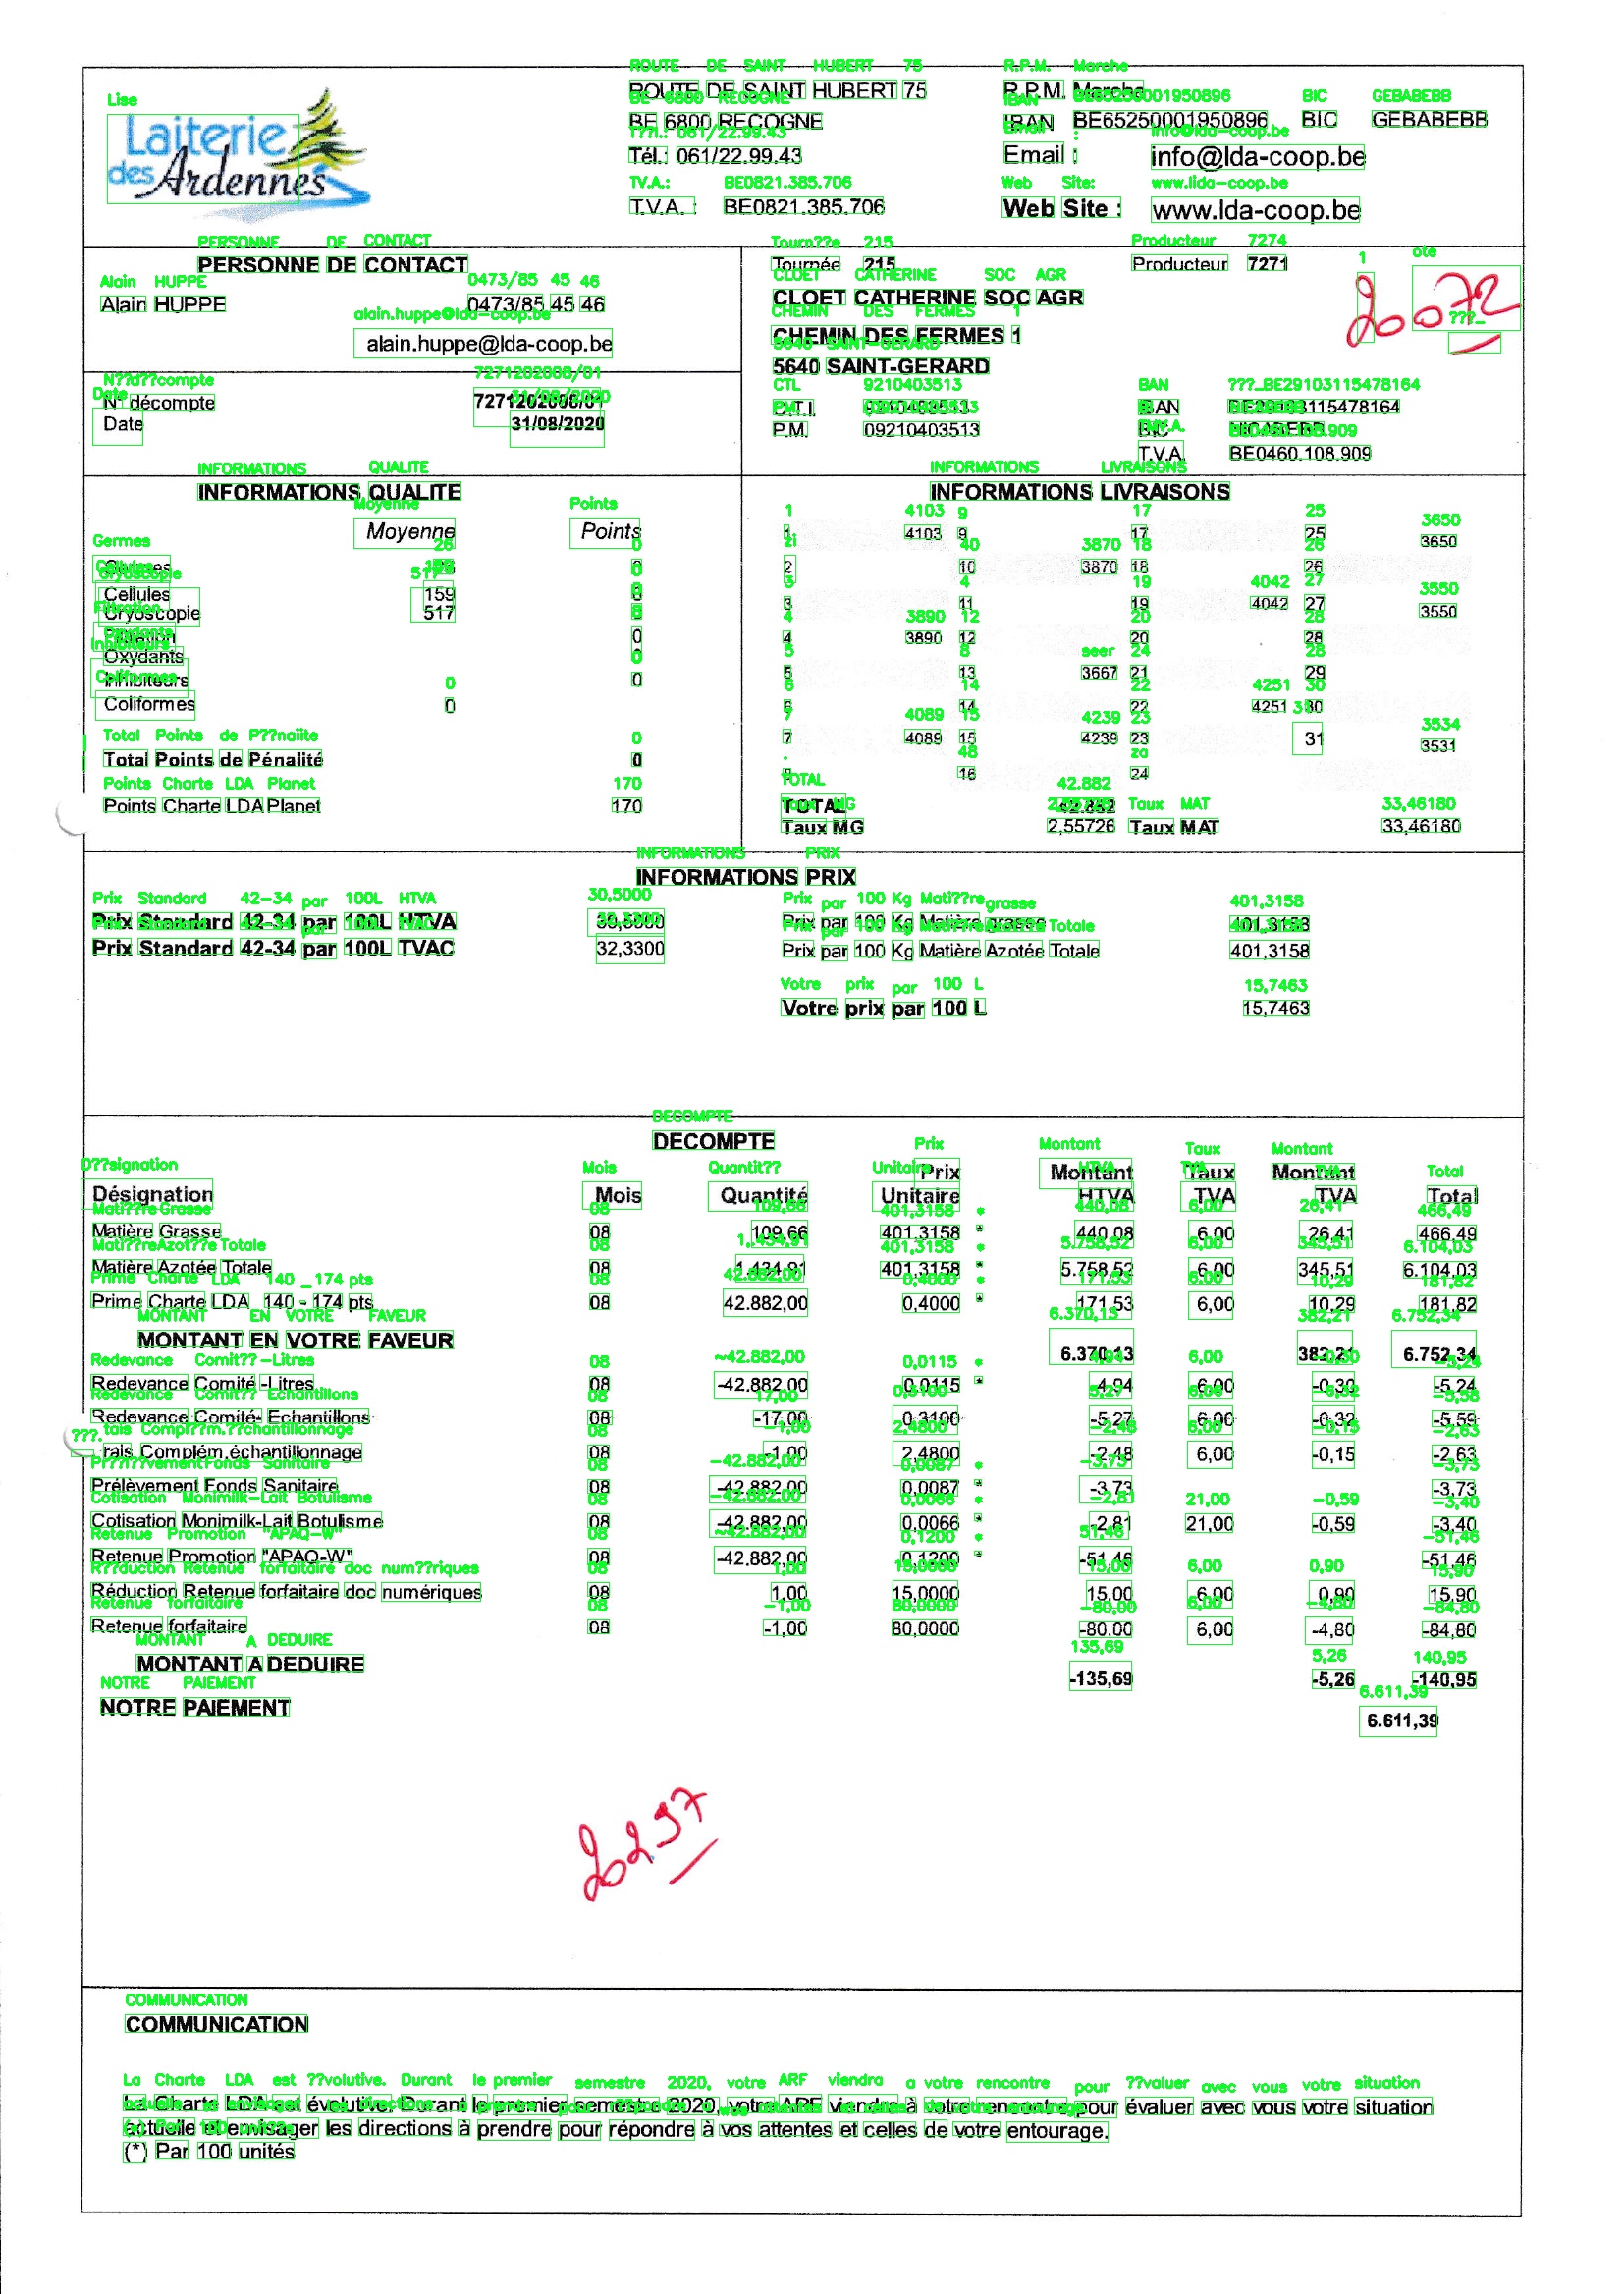 Laiterie
des Ardennes
ROUTE DE SAINT HUBERT 75
BE 6800 RECOGNE
Tél.: 061/22.99.43
T.V.A. : BE0821.385.706
R.P.M. Marche
IBAN BE65250001950896 BIC GEBABEBB
Email : info@lda-coop.be
Web Site : www.lda-coop.be
PERSONNE DE CONTACT
Alain HUPPE 0473/85 45 46
alain.huppe@lda-coop.be
Tournée 215 Producteur 7271
CLOET CATHERINE SOC AGR
CHEMIN DES FERMES 1
5640 SAINT-GERARD
20072
N° décompte 7271202008/01
Date 31/08/2020
C.T.I. 09210403513 IBAN BE29103115478164
P.M. 09210403513 BIC
T.V.A. BE0460.108.909
INFORMATIONS QUALITE
Moyenne Points
Germes 26 0
Cellules 159 0
Cryoscopie 517 0
Filtration 0
Oxydants 0
Inhibiteurs 0
Coliformes 0
Total Points de Pénalité 0
Points Charte LDA Planet 170
INFORMATIONS LIVRAISONS
1 4103 9 17 25 3650
2 10 3870 18 26
3 11 19 4042 27 3550
4 3890 12 20 28
5 13 3667 21 29
6 14 22 4251 30
7 4089 15 4239 23 31 3531
8 16 24
TOTAL 42.882
Taux MG 2,55726 Taux MAT 33,46180
INFORMATIONS PRIX
Prix Standard 42-34 par 100L HTVA 30,5000
Prix Standard 42-34 par 100L TVAC 32,3300
Prix par 100 Kg Matière grasse 401,3158
Prix par 100 Kg Matière Azotée Totale 401,3158
Votre prix par 100 L 15,7463
DECOMPTE
Désignation Mois Quantité Prix Unitaire Montant HTVA Taux TVA Montant TVA Total
Matière Grasse 08 109,66 401,3158 * 440,08 6,00 26,41 466,49
Matière Azotée Totale 08 1.434,91 401,3158 * 5.758,52 6,00 345,51 6.104,03
Prime Charte LDA 140 - 174 pts 08 42.882,00 0,4000 * 171,53 6,00 10,29 181,82
MONTANT EN VOTRE FAVEUR 6.370,13 382,21 6.752,34
Redevance Comité -Litres 08 -42.882,00 0,0115 * -4,94 6,00 -0,30 -5,24
Redevance Comité- Echantillons 08 -17,00 0,3100 -5,27 6,00 -0,32 -5,59
rais Complém.échantillonnage 08 -1,00 2,4800 -2,48 6,00 -0,15 -2,63
Prélèvement Fonds Sanitaire 08 -42.882,00 0,0087 * -3,73 -3,73
Cotisation Monimilk-Lait Botulisme 08 -42.882,00 0,0066 * -2,81 21,00 -0,59 -3,40
Retenue Promotion "APAQ-W" 08 -42.882,00 0,1200 * -51,46 -51,46
Réduction Retenue forfaitaire doc numériques 08 1,00 15,0000 15,00 6,00 0,90 15,90
Retenue forfaitaire 08 -1,00 80,0000 -80,00 6,00 -4,80 -84,80
MONTANT A DEDUIRE -135,69 -5,26 -140,95
NOTRE PAIEMENT 6.611,39
COMMUNICATION
La Charte LDA est évolutive. Durant le premier semestre 2020, votre ARF viendra à votre rencontre pour évaluer avec vous votre situation
actuelle et envisager les directions à prendre pour répondre à vos attentes et celles de votre entourage.
(*) Par 100 unités